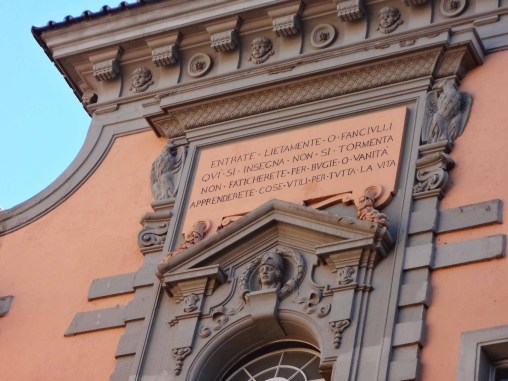 ENTRATE · LIETAMENTE · O · FANCIVLLI
QVI · SI · INSEGNA · NON · SI · TORMENTA
NON · FATICHERETE · PER · BVGIE · O · VANITÀ
APPRENDERETE · COSE · VTILI · PER · TVTTA · LA · VITA